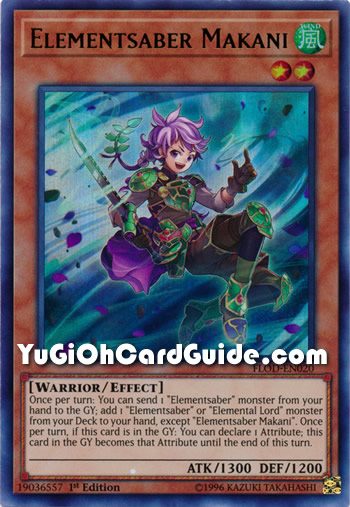 Elementsaber Makani
WIND
風
YuGiOhCardGuide.com
FLOD-EN020
[Warrior/Effect]
Once per turn: You can send 1 "Elementsaber" monster from
your hand to the GY; add 1 "Elementsaber" or "Elemental Lord" monster
from your Deck to your hand, except "Elementsaber Makani". Once
per turn, if this card is in the GY: You can declare 1 Attribute; this
card in the GY becomes that Attribute until the end of this turn.
ATK/1300 DEF/1200
19036557 1st Edition ©1996 KAZUKI TAKAHASHI